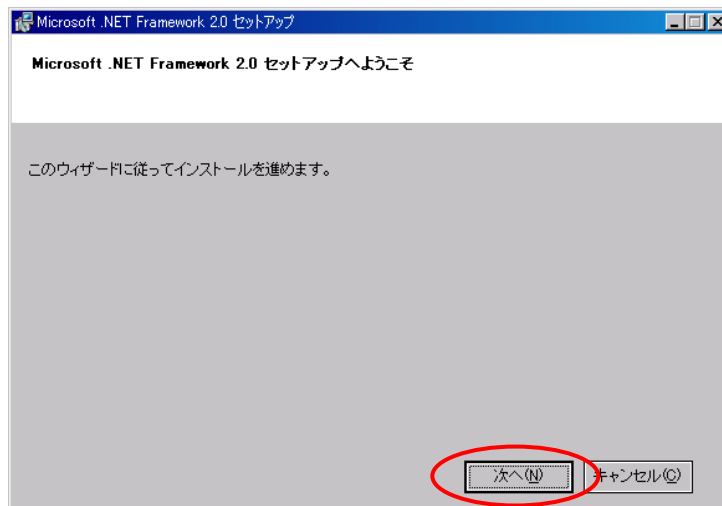 Microsoft .NET Framework 2.0 セットアップ
Microsoft .NET Framework 2.0 セットアップへようこそ
このウィザードに従ってインストールを進めます。
次へ(N) キャンセル(C)